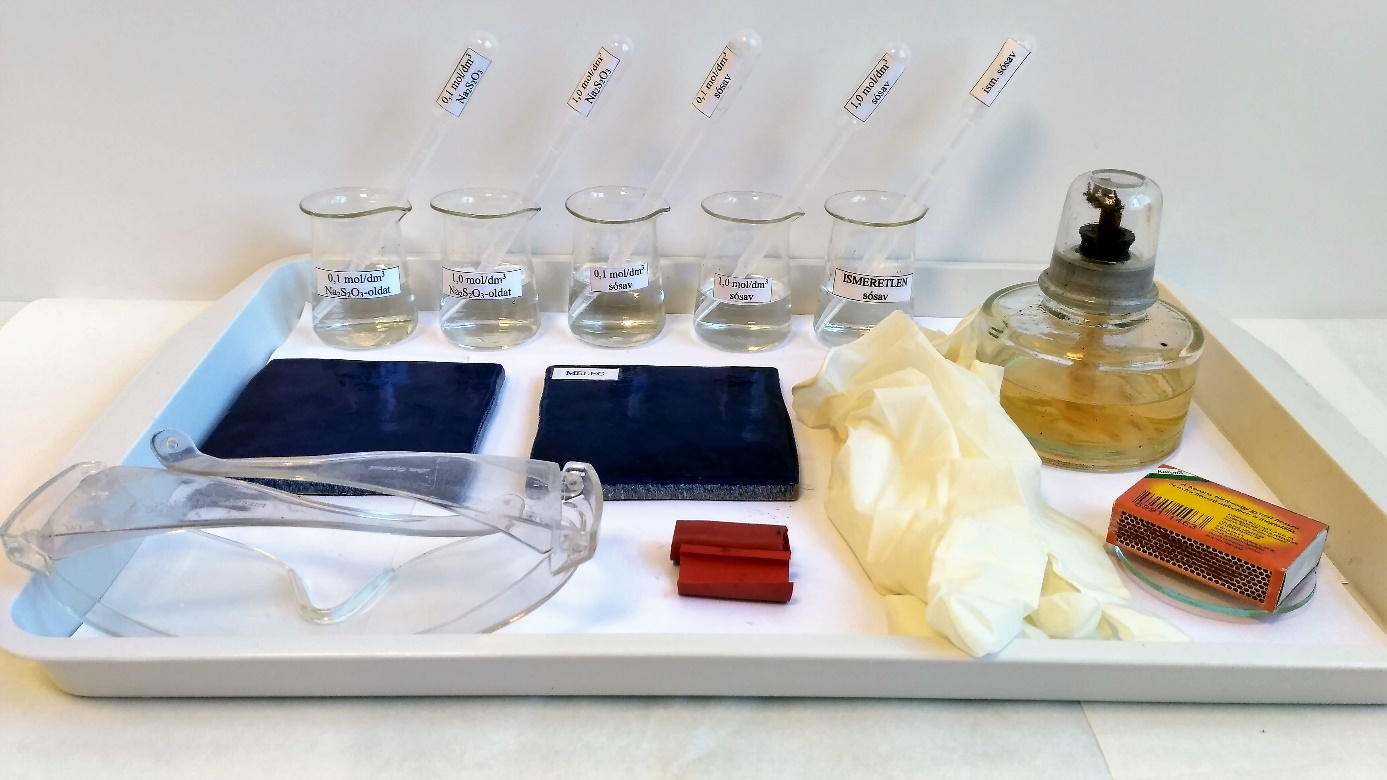 0,1 mol/dm³
Na₂S₂O₃
1,0 mol/dm³
Na₂S₂O₃
0,1 mol/dm³
sósav
1,0 mol/dm³
sósav
ism. sósav
0,1 mol/dm³
Na₂S₂O₃-oldat
1,0 mol/dm³
Na₂S₂O₃-oldat
0,1 mol/dm³
sósav
1,0 mol/dm³
sósav
ISMERETLEN
sósav
MELEG